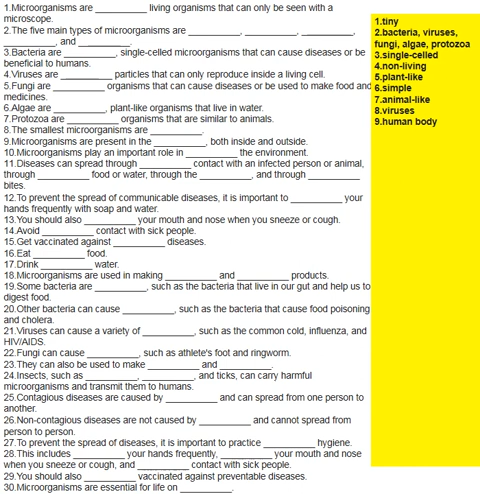 1.Microorganisms are __________ living organisms that can only be seen with a
microscope.
2.The five main types of microorganisms are __________, __________, __________,
__________, and __________.
3.Bacteria are __________, single-celled microorganisms that can cause diseases or be
beneficial to humans.
4.Viruses are __________ particles that can only reproduce inside a living cell.
5.Fungi are __________ organisms that can cause diseases or be used to make food and
medicines.
6.Algae are __________, plant-like organisms that live in water.
7.Protozoa are __________ organisms that are similar to animals.
8.The smallest microorganisms are __________.
9.Microorganisms are present in the __________, both inside and outside.
10.Microorganisms play an important role in __________ the environment.
11.Diseases can spread through __________ contact with an infected person or animal,
through __________ food or water, through the __________, and through __________
bites.
12.To prevent the spread of communicable diseases, it is important to __________ your
hands frequently with soap and water.
13.You should also __________ your mouth and nose when you sneeze or cough.
14.Avoid __________ contact with sick people.
15.Get vaccinated against __________ diseases.
16.Eat __________ food.
17.Drink __________ water.
18.Microorganisms are used in making __________ and __________ products.
19.Some bacteria are __________, such as the bacteria that live in our gut and help us to
digest food.
20.Other bacteria can cause __________, such as the bacteria that cause food poisoning
and cholera.
21.Viruses can cause a variety of __________, such as the common cold, influenza, and
HIV/AIDS.
22.Fungi can cause __________, such as athlete's foot and ringworm.
23.They can also be used to make __________ and __________.
24.Insects, such as __________, __________, and ticks, can carry harmful
microorganisms and transmit them to humans.
25.Contagious diseases are caused by __________ and can spread from one person to
another.
26.Non-contagious diseases are not caused by __________ and cannot spread from
person to person.
27.To prevent the spread of diseases, it is important to practice __________ hygiene.
28.This includes __________ your hands frequently, __________ your mouth and nose
when you sneeze or cough, and __________ contact with sick people.
29.You should also __________ vaccinated against preventable diseases.
30.Microorganisms are essential for life on __________.
1.tiny
2.bacteria, viruses,
fungi, algae, protozoa
3.single-celled
4.non-living
5.plant-like
6.simple
7.animal-like
8.viruses
9.human body